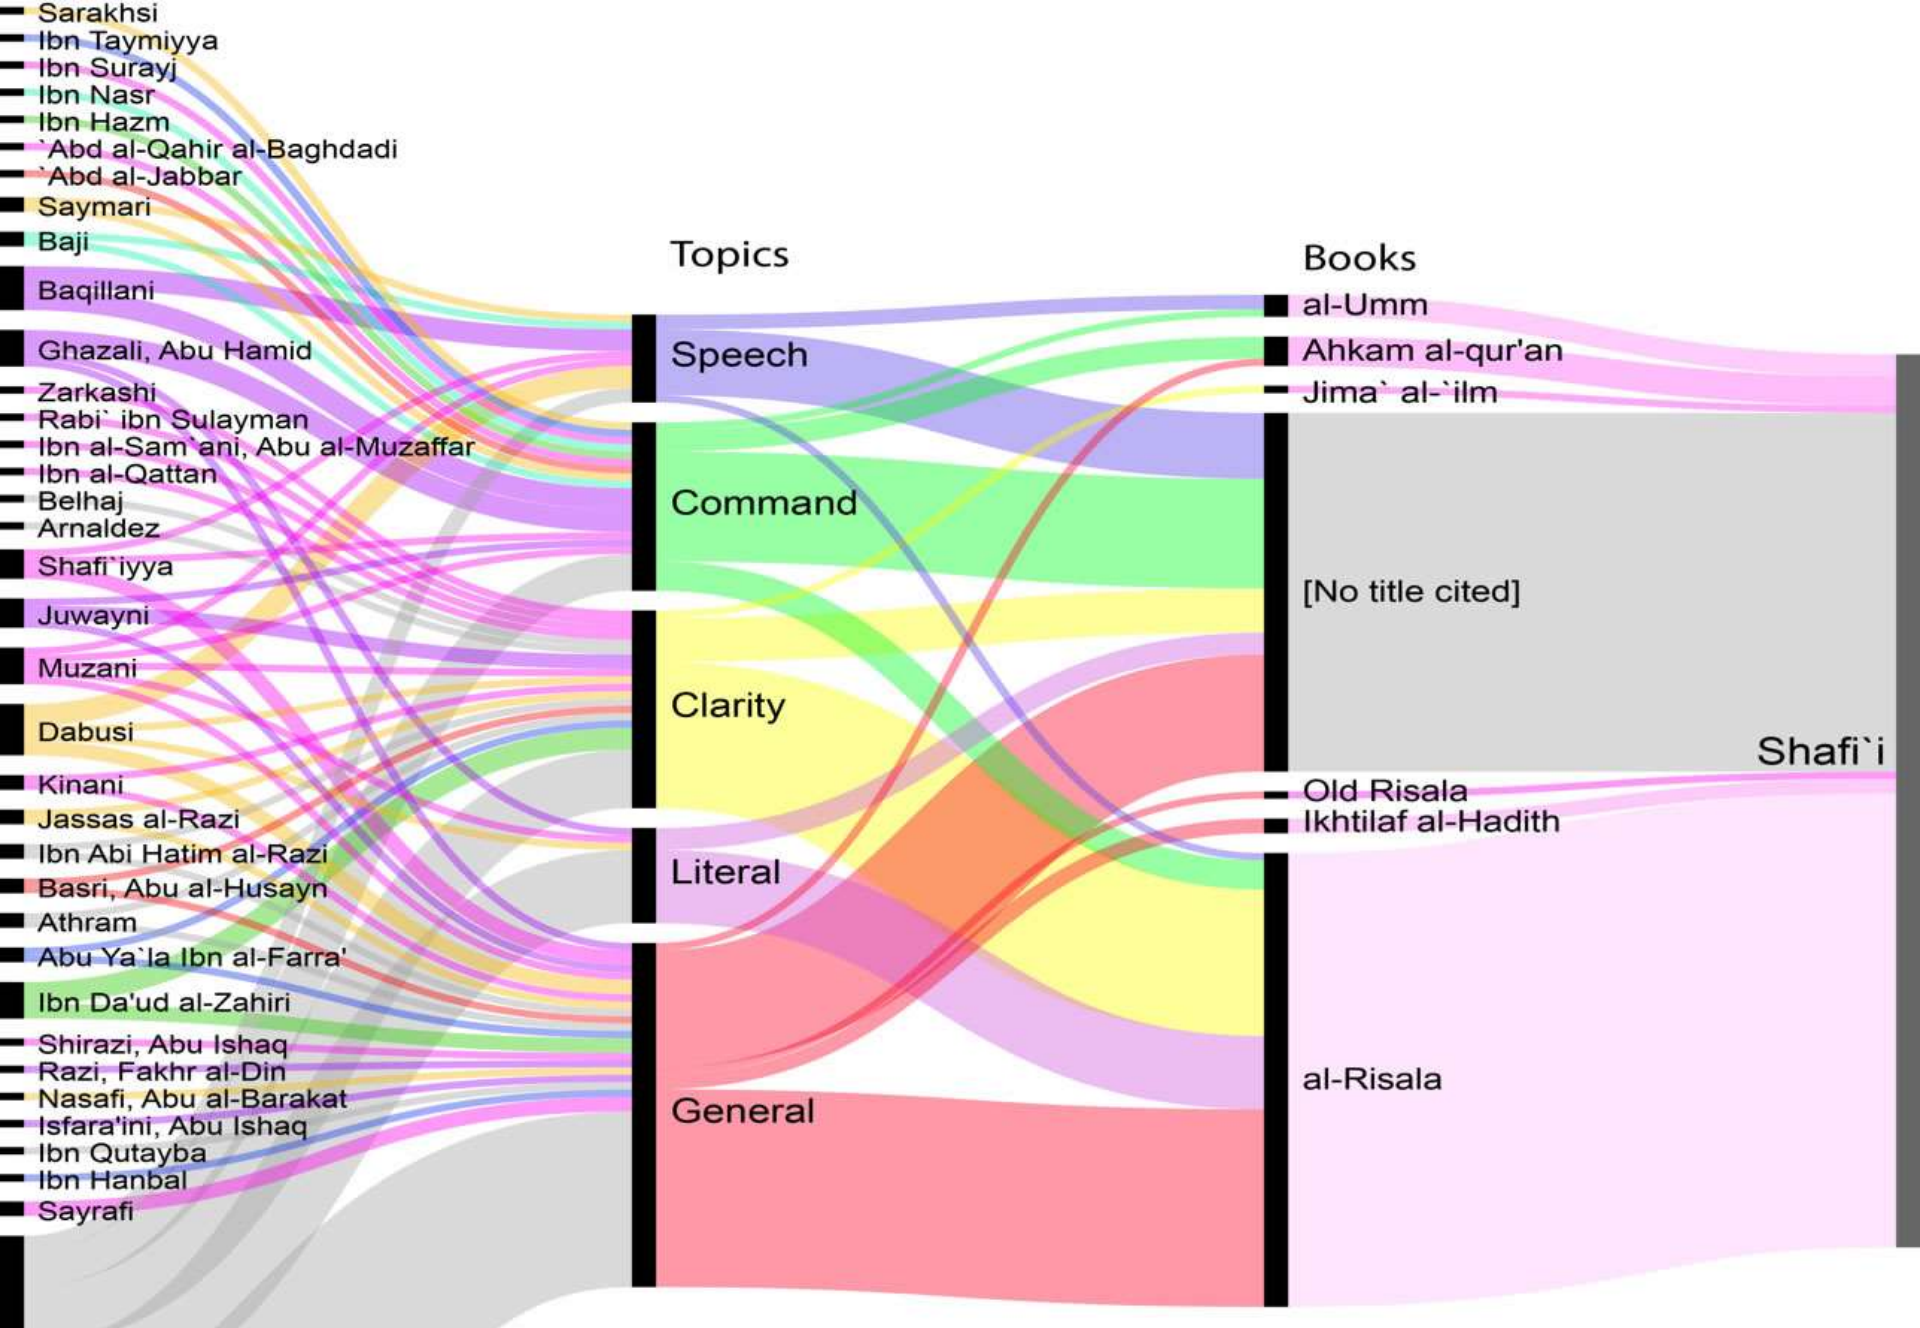 Sarakhsi
Ibn Taymiyya
Ibn Surayj
Ibn Nasr
Ibn Hazm
`Abd al-Qahir al-Baghdadi
`Abd al-Jabbar
Saymari
Baji
Baqillani
Ghazali, Abu Hamid
Zarkashi
Rabi` ibn Sulayman
Ibn al-Sam`ani, Abu al-Muzaffar
Ibn al-Qattan
Belhaj
Arnaldez
Shafi`iyya
Juwayni
Muzani
Dabusi
Kinani
Jassas al-Razi
Ibn Abi Hatim al-Razi
Basri, Abu al-Husayn
Athram
Abu Ya`la Ibn al-Farra'
Ibn Da'ud al-Zahiri
Shirazi, Abu Ishaq
Razi, Fakhr al-Din
Nasafi, Abu al-Barakat
Isfara'ini, Abu Ishaq
Ibn Qutayba
Ibn Hanbal
Sayrafi
Topics
Speech
Command
Clarity
Literal
General
Books
al-Umm
Ahkam al-qur'an
Jima` al-`ilm
[No title cited]
Old Risala
Ikhtilaf al-Hadith
al-Risala
Shafi`i